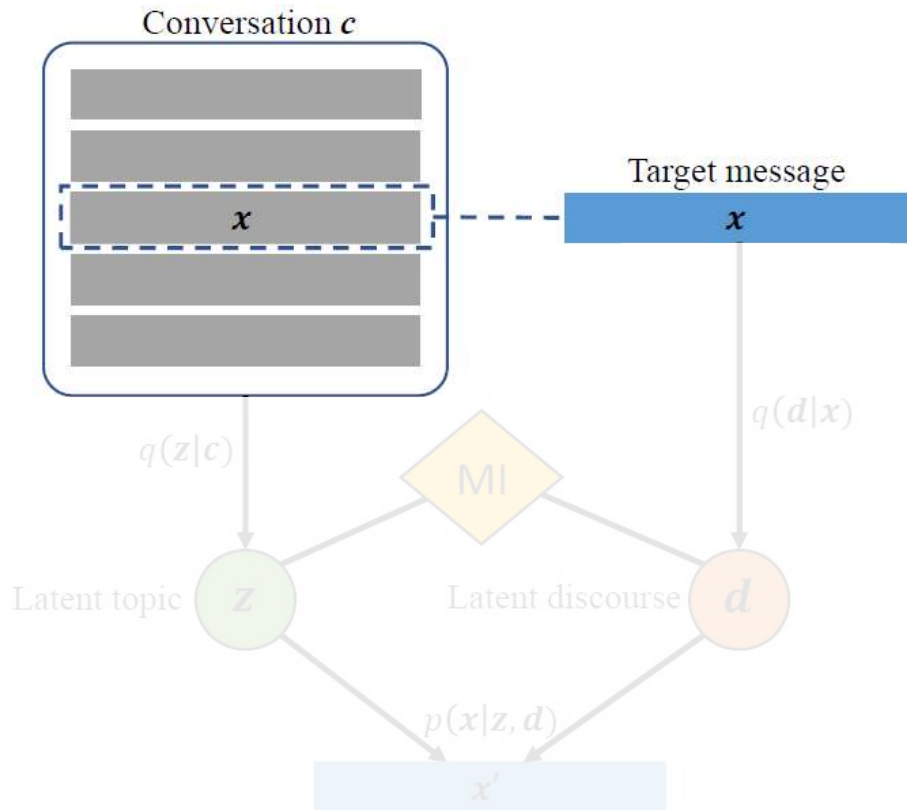 Conversation c
x
Target message
x
q(z|c)
q(d|x)
MI
Latent topic
z
Latent discourse
d
p(x|z, d)
x′